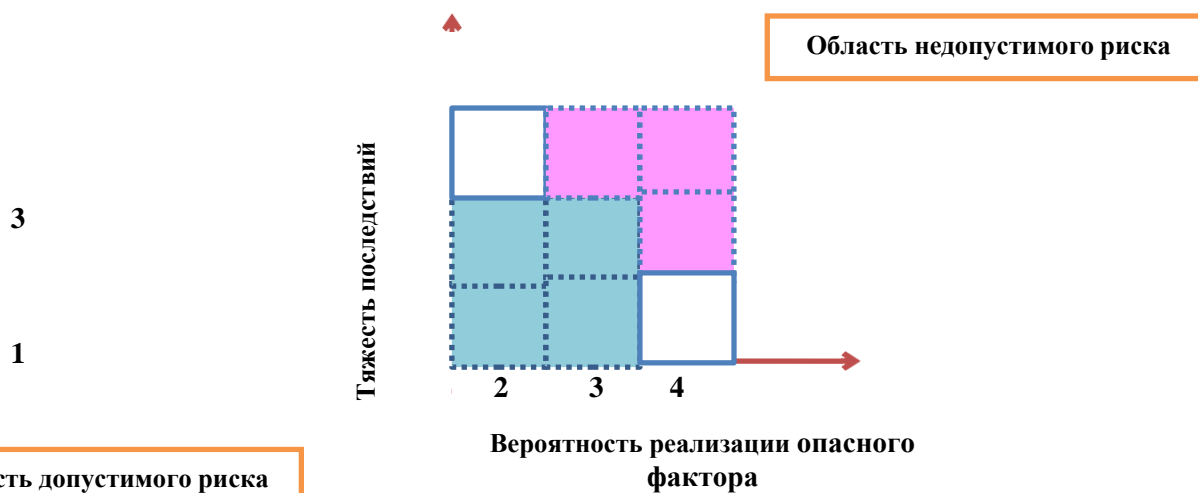 Область недопустимого риска
Тяжесть последствий
3
1
2 3 4
Вероятность реализации опасного
фактора
сть допустимого риска